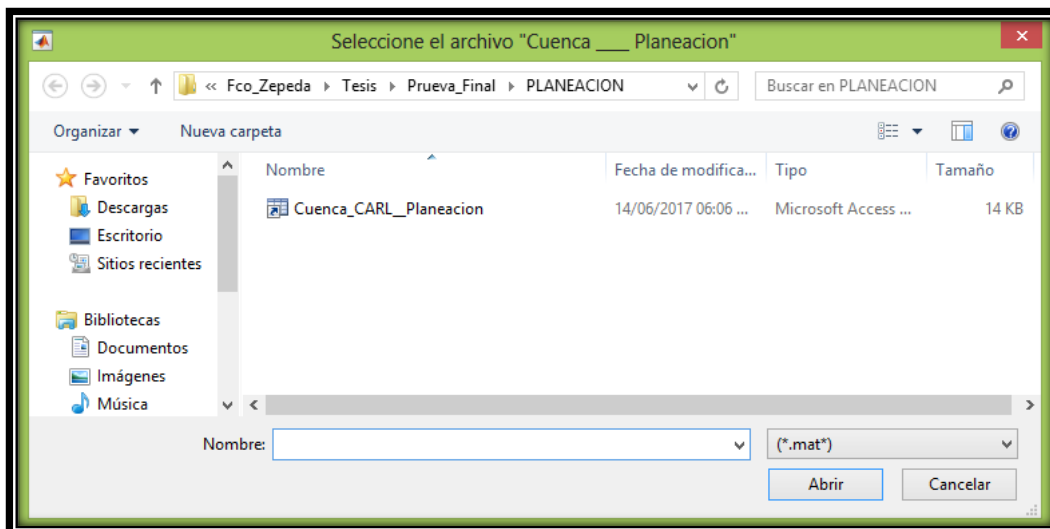 Seleccione el archivo "Cuenca ___ Planeacion"
« Fco_Zepeda Tesis Prueva_Final PLANEACION Buscar en PLANEACION
Organizar Nueva carpeta
Nombre Fecha de modifica... Tipo Tamaño
Cuenca_CARL__Planeacion 14/06/2017 06:06 ... Microsoft Access ... 14 KB
Favoritos
Descargas
Escritorio
Sitios recientes
Bibliotecas
Documentos
Imágenes
Música
Nombre: (*.mat*)
Abrir Cancelar